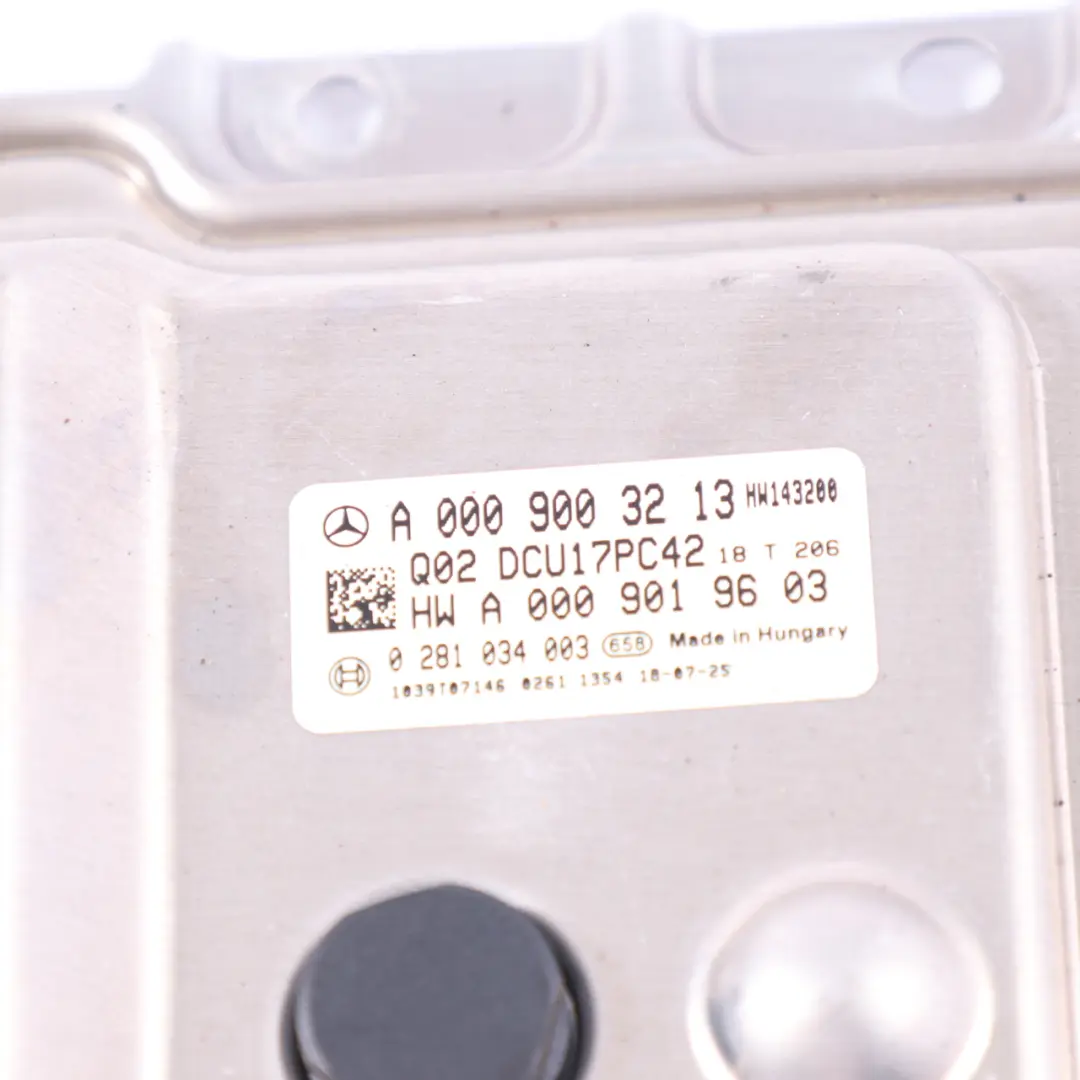 A 000 900 32 13 HW143200
Q02 DCU17PC42 18 T 206
HW A 000 901 96 03
0 281 034 003 658 Made in Hungary
1039T07146 0261 1354 18-07-25